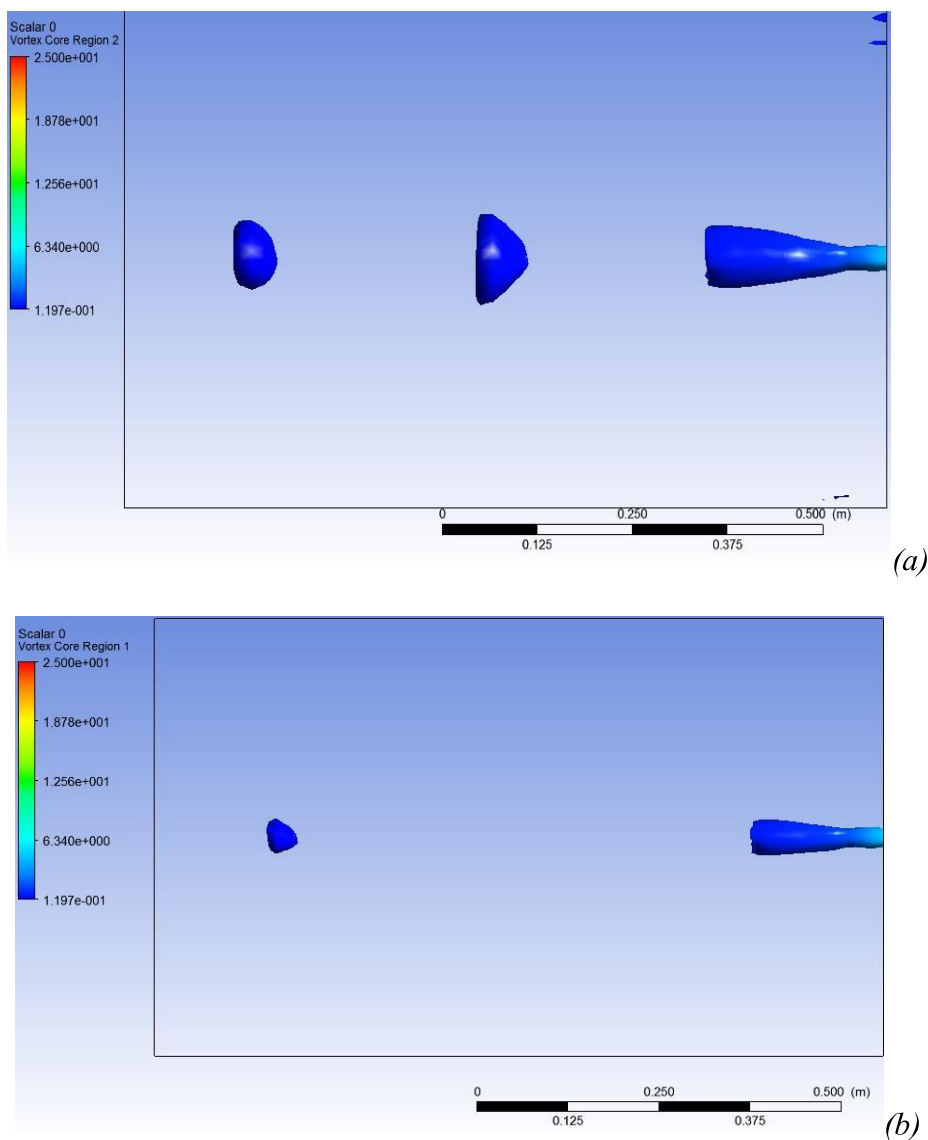 Scalar 0
Vortex Core Region 2
2.500e+001
1.878e+001
1.256e+001
6.340e+000
1.197e-001
0 0.250 0.500 (m)
0.125 0.375
(a)
Scalar 0
Vortex Core Region 1
2.500e+001
1.878e+001
1.256e+001
6.340e+000
1.197e-001
0 0.250 0.500 (m)
0.125 0.375
(b)